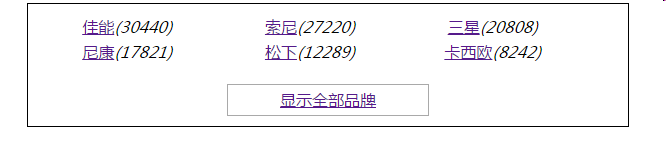 佳能(30440) 索尼(27220) 三星(20808)
尼康(17821) 松下(12289) 卡西欧(8242)
显示全部品牌